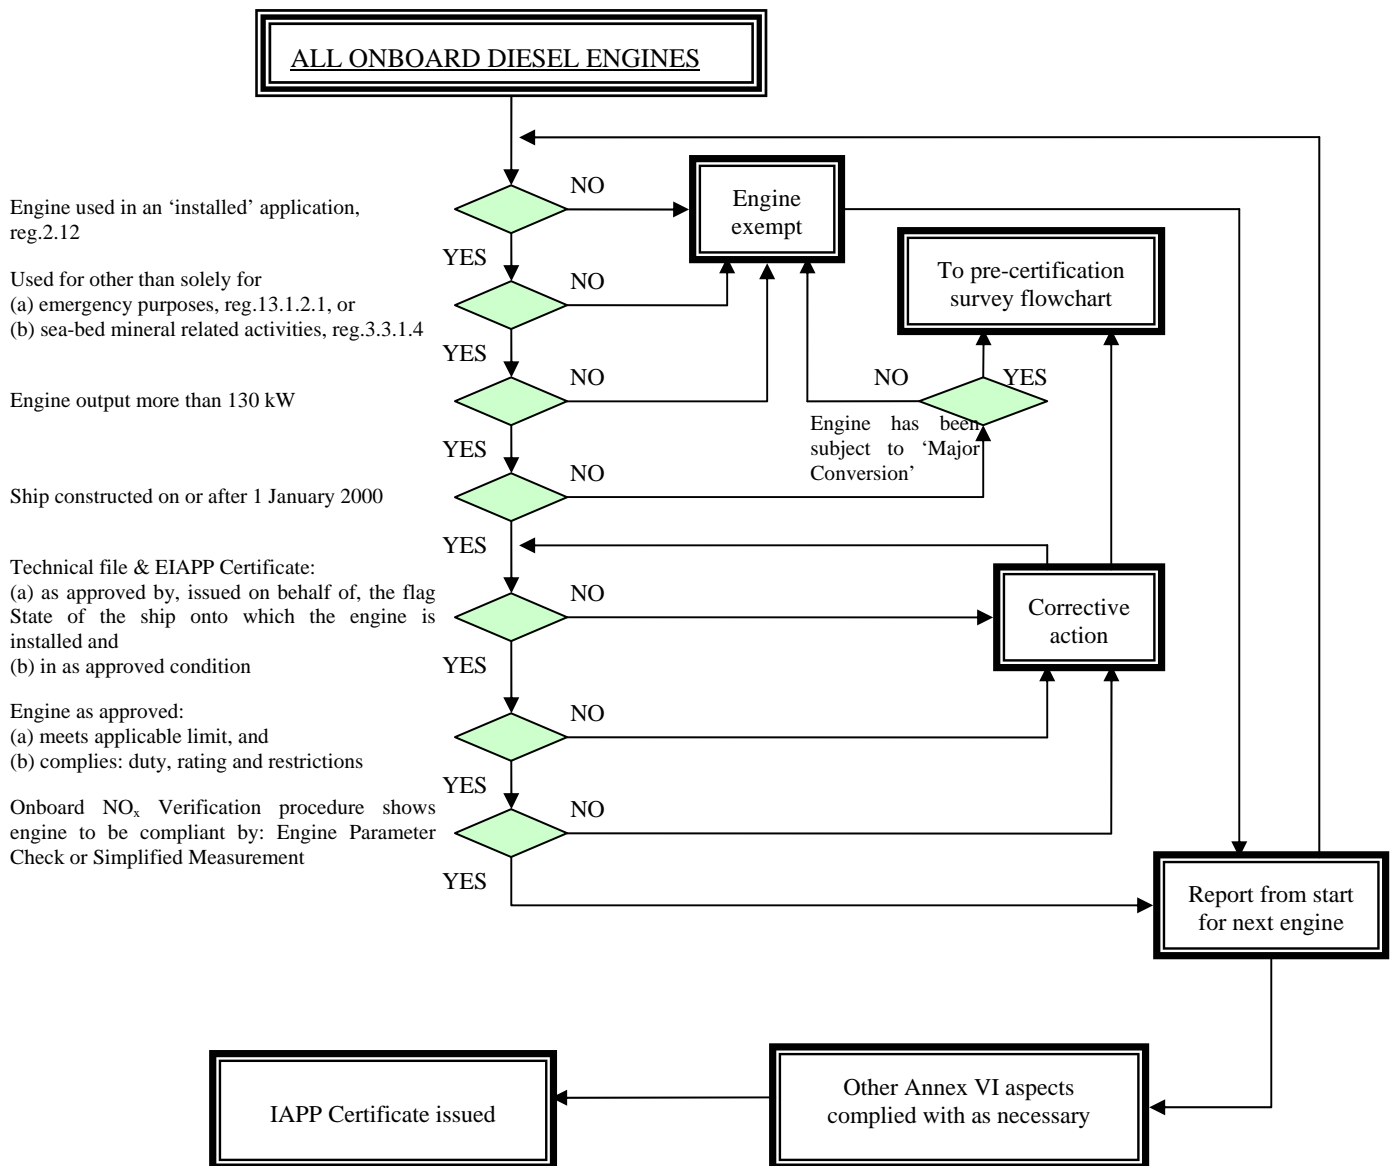 ALL ONBOARD DIESEL ENGINES
Engine used in an ‘installed’ application,
reg.2.12
NO
Engine
exempt
YES
Used for other than solely for
(a) emergency purposes, reg.13.1.2.1, or
(b) sea-bed mineral related activities, reg.3.3.1.4
NO
To pre-certification
survey flowchart
YES
Engine output more than 130 kW
NO
NO
YES
Engine has been
subject to ‘Major
Conversion’
YES
Ship constructed on or after 1 January 2000
NO
YES
Technical file & EIAPP Certificate:
(a) as approved by, issued on behalf of, the flag
State of the ship onto which the engine is
installed and
(b) in as approved condition
NO
Corrective
action
YES
Engine as approved:
(a) meets applicable limit, and
(b) complies: duty, rating and restrictions
NO
YES
Onboard NOₓ Verification procedure shows
engine to be compliant by: Engine Parameter
Check or Simplified Measurement
NO
YES
Report from start
for next engine
Other Annex VI aspects
complied with as necessary
IAPP Certificate issued